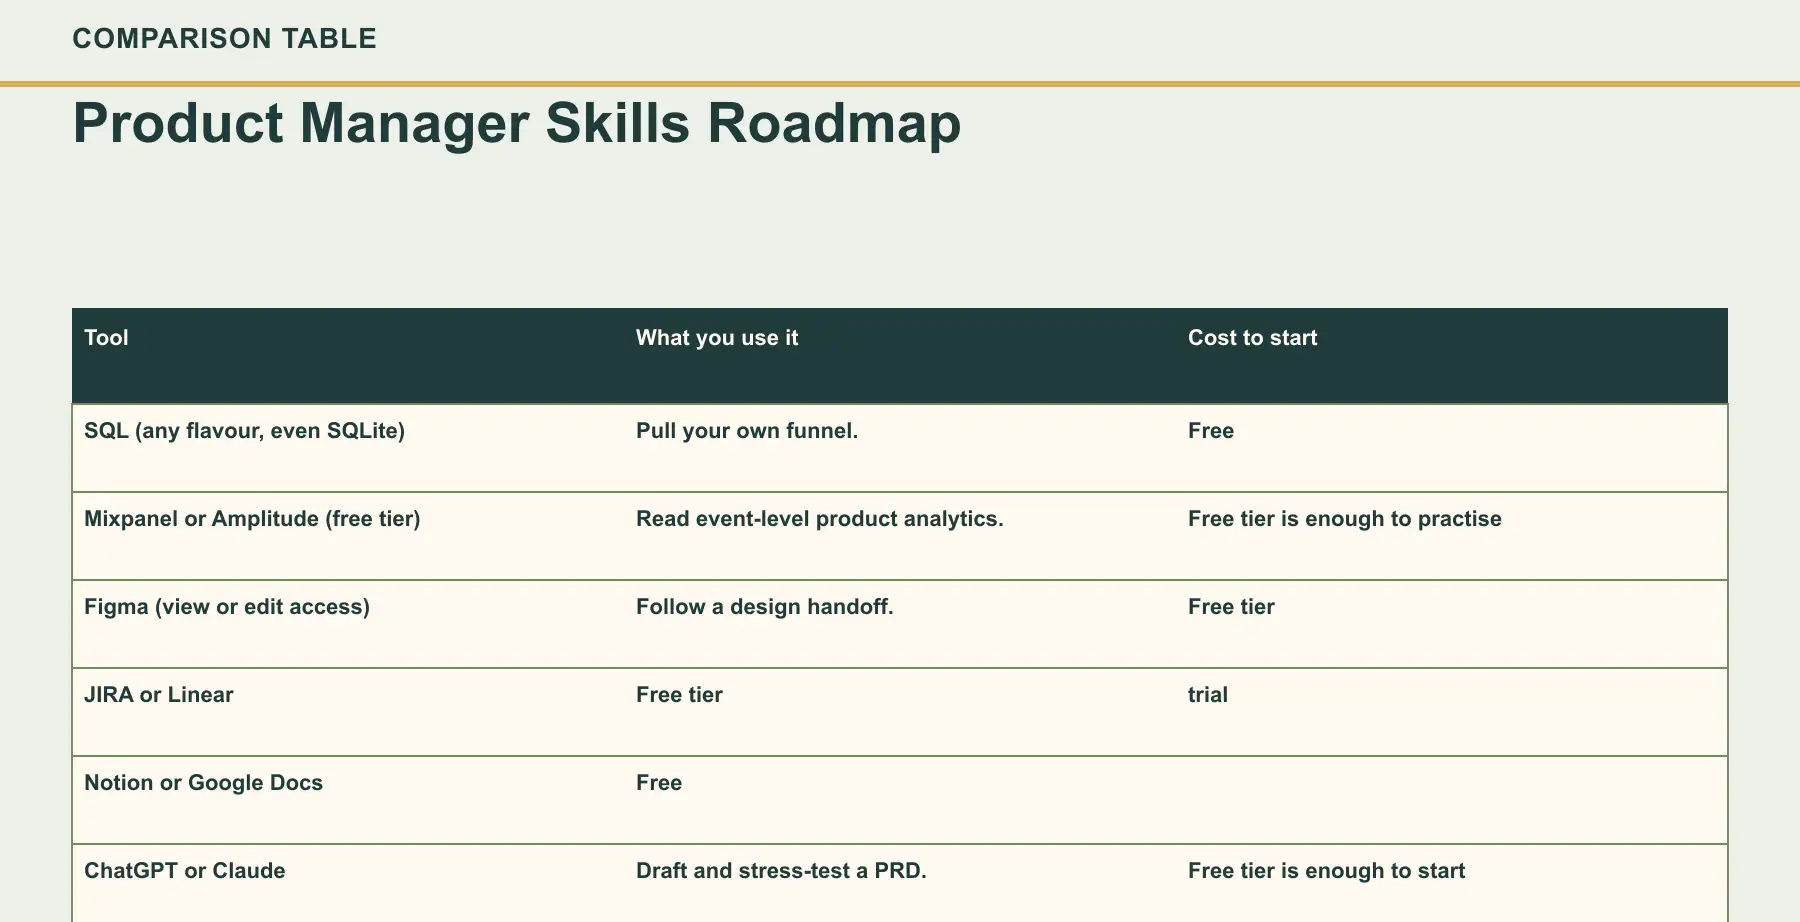 COMPARISON TABLE
Product Manager Skills Roadmap
Tool What you use it Cost to start
SQL (any flavour, even SQLite) Pull your own funnel. Free
Mixpanel or Amplitude (free tier) Read event-level product analytics. Free tier is enough to practise
Figma (view or edit access) Follow a design handoff. Free tier
JIRA or Linear Free tier trial
Notion or Google Docs Free
ChatGPT or Claude Draft and stress-test a PRD. Free tier is enough to start